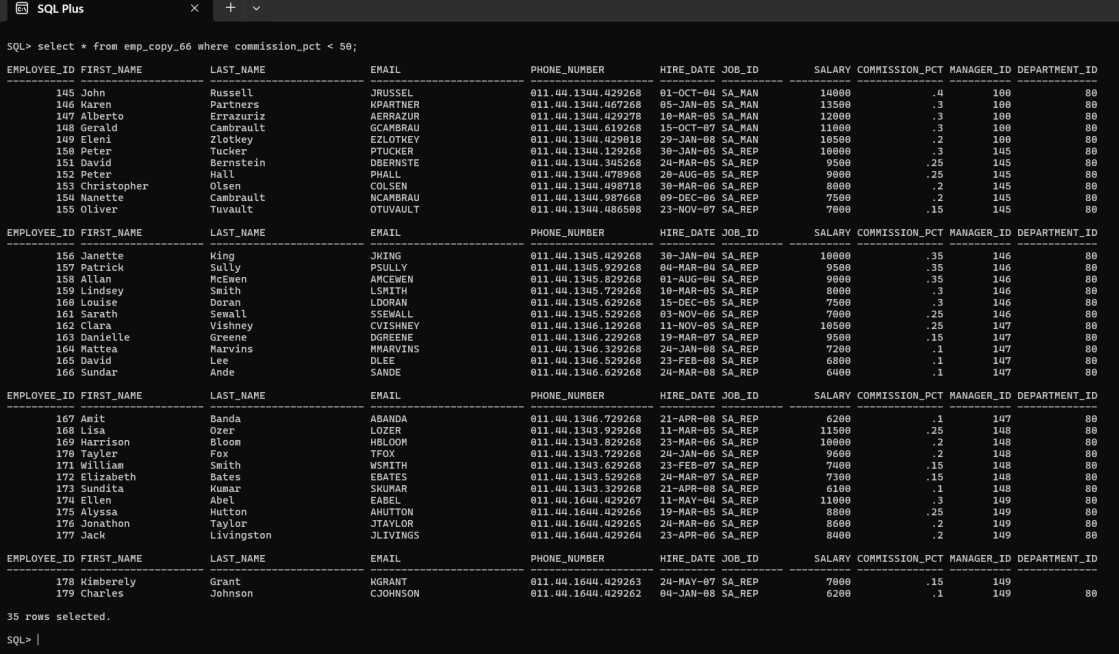 SQL Plus
SQL> select * from emp_copy_66 where commission_pct < 50;
EMPLOYEE_ID FIRST_NAME LAST_NAME EMAIL PHONE_NUMBER HIRE_DATE JOB_ID SALARY COMMISSION_PCT MANAGER_ID DEPARTMENT_ID
145 John Russell JRUSSEL 011.44.1344.429268 01-OCT-04 SA_MAN 14000 .4 100 80
146 Karen Partners KPARTNER 011.44.1344.467268 05-JAN-05 SA_MAN 13500 .3 100 80
147 Alberto Errazuriz AERRAZUR 011.44.1344.429278 10-MAR-05 SA_MAN 12000 .3 100 80
148 Gerald Cambrault GCAMBRAU 011.44.1344.619268 15-OCT-07 SA_MAN 11000 .3 100 80
149 Eleni Zlotkey EZLOTKEY 011.44.1344.429018 29-JAN-08 SA_MAN 10500 .2 100 80
150 Peter Tucker PTUCKER 011.44.1344.129268 30-JAN-05 SA_REP 10000 .3 145 80
151 David Bernstein DBERNSTE 011.44.1344.345268 24-MAR-05 SA_REP 9500 .25 145 80
152 Peter Hall PHALL 011.44.1344.478968 20-AUG-05 SA_REP 9000 .25 145 80
153 Christopher Olsen COLSEN 011.44.1344.498718 30-MAR-06 SA_REP 8000 .2 145 80
154 Nanette Cambrault NCAMBRAU 011.44.1344.987668 09-DEC-06 SA_REP 7500 .2 145 80
155 Oliver Tuvault OTUVAULT 011.44.1344.486508 23-NOV-07 SA_REP 7000 .15 145 80
EMPLOYEE_ID FIRST_NAME LAST_NAME EMAIL PHONE_NUMBER HIRE_DATE JOB_ID SALARY COMMISSION_PCT MANAGER_ID DEPARTMENT_ID
156 Janette King JKING 011.44.1345.429268 30-JAN-04 SA_REP 10000 .35 146 80
157 Patrick Sully PSULLY 011.44.1345.929268 04-MAR-04 SA_REP 9500 .35 146 80
158 Allan McEwen AMCEWEN 011.44.1345.829268 01-AUG-04 SA_REP 9000 .35 146 80
159 Lindsey Smith LSMITH 011.44.1345.729268 10-MAR-05 SA_REP 8000 .3 146 80
160 Louise Doran LDORAN 011.44.1345.629268 15-DEC-05 SA_REP 7500 .3 146 80
161 Sarath Sewall SSEWALL 011.44.1345.529268 03-NOV-06 SA_REP 7000 .25 146 80
162 Clara Vishney CVISHNEY 011.44.1346.129268 11-NOV-05 SA_REP 10500 .25 147 80
163 Danielle Greene DGREENE 011.44.1346.229268 19-MAR-07 SA_REP 9500 .15 147 80
164 Mattea Marvins MMARVINS 011.44.1346.329268 24-JAN-08 SA_REP 7200 .1 147 80
165 David Lee DLEE 011.44.1346.529268 23-FEB-08 SA_REP 6800 .1 147 80
166 Sundar Ande SANDE 011.44.1346.629268 24-MAR-08 SA_REP 6400 .1 147 80
EMPLOYEE_ID FIRST_NAME LAST_NAME EMAIL PHONE_NUMBER HIRE_DATE JOB_ID SALARY COMMISSION_PCT MANAGER_ID DEPARTMENT_ID
167 Amit Banda ABANDA 011.44.1346.729268 21-APR-08 SA_REP 6200 .1 147 80
168 Lisa Ozer LOZER 011.44.1343.929268 11-MAR-05 SA_REP 11500 .25 148 80
169 Harrison Bloom HBLOOM 011.44.1343.829268 23-MAR-06 SA_REP 10000 .2 148 80
170 Tayler Fox TFOX 011.44.1343.729268 24-JAN-06 SA_REP 9600 .2 148 80
171 William Smith WSMITH 011.44.1343.629268 23-FEB-07 SA_REP 7400 .15 148 80
172 Elizabeth Bates EBATES 011.44.1343.529268 24-MAR-07 SA_REP 7300 .15 148 80
173 Sundita Kumar SKUMAR 011.44.1343.329268 21-APR-08 SA_REP 6100 .1 148 80
174 Ellen Abel EABEL 011.44.1644.429267 11-MAY-04 SA_REP 11000 .3 149 80
175 Alyssa Hutton AHUTTON 011.44.1644.429266 19-MAR-05 SA_REP 8800 .25 149 80
176 Jonathon Taylor JTAYLOR 011.44.1644.429265 24-MAR-06 SA_REP 8600 .2 149 80
177 Jack Livingston JLIVINGS 011.44.1644.429264 23-APR-06 SA_REP 8400 .2 149 80
EMPLOYEE_ID FIRST_NAME LAST_NAME EMAIL PHONE_NUMBER HIRE_DATE JOB_ID SALARY COMMISSION_PCT MANAGER_ID DEPARTMENT_ID
178 Kimberely Grant KGRANT 011.44.1644.429263 24-MAY-07 SA_REP 7000 .15 149
179 Charles Johnson CJOHNSON 011.44.1644.429262 04-JAN-08 SA_REP 6200 .1 149 80
35 rows selected.
SQL>